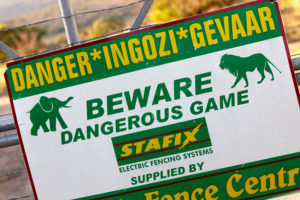 DANGER*INGOZI*GEVAAR
BEWARE
DANGEROUS GAME
STAFIX
ELECTRIC FENCING SYSTEMS
SUPPLIED BY
Fence Centr